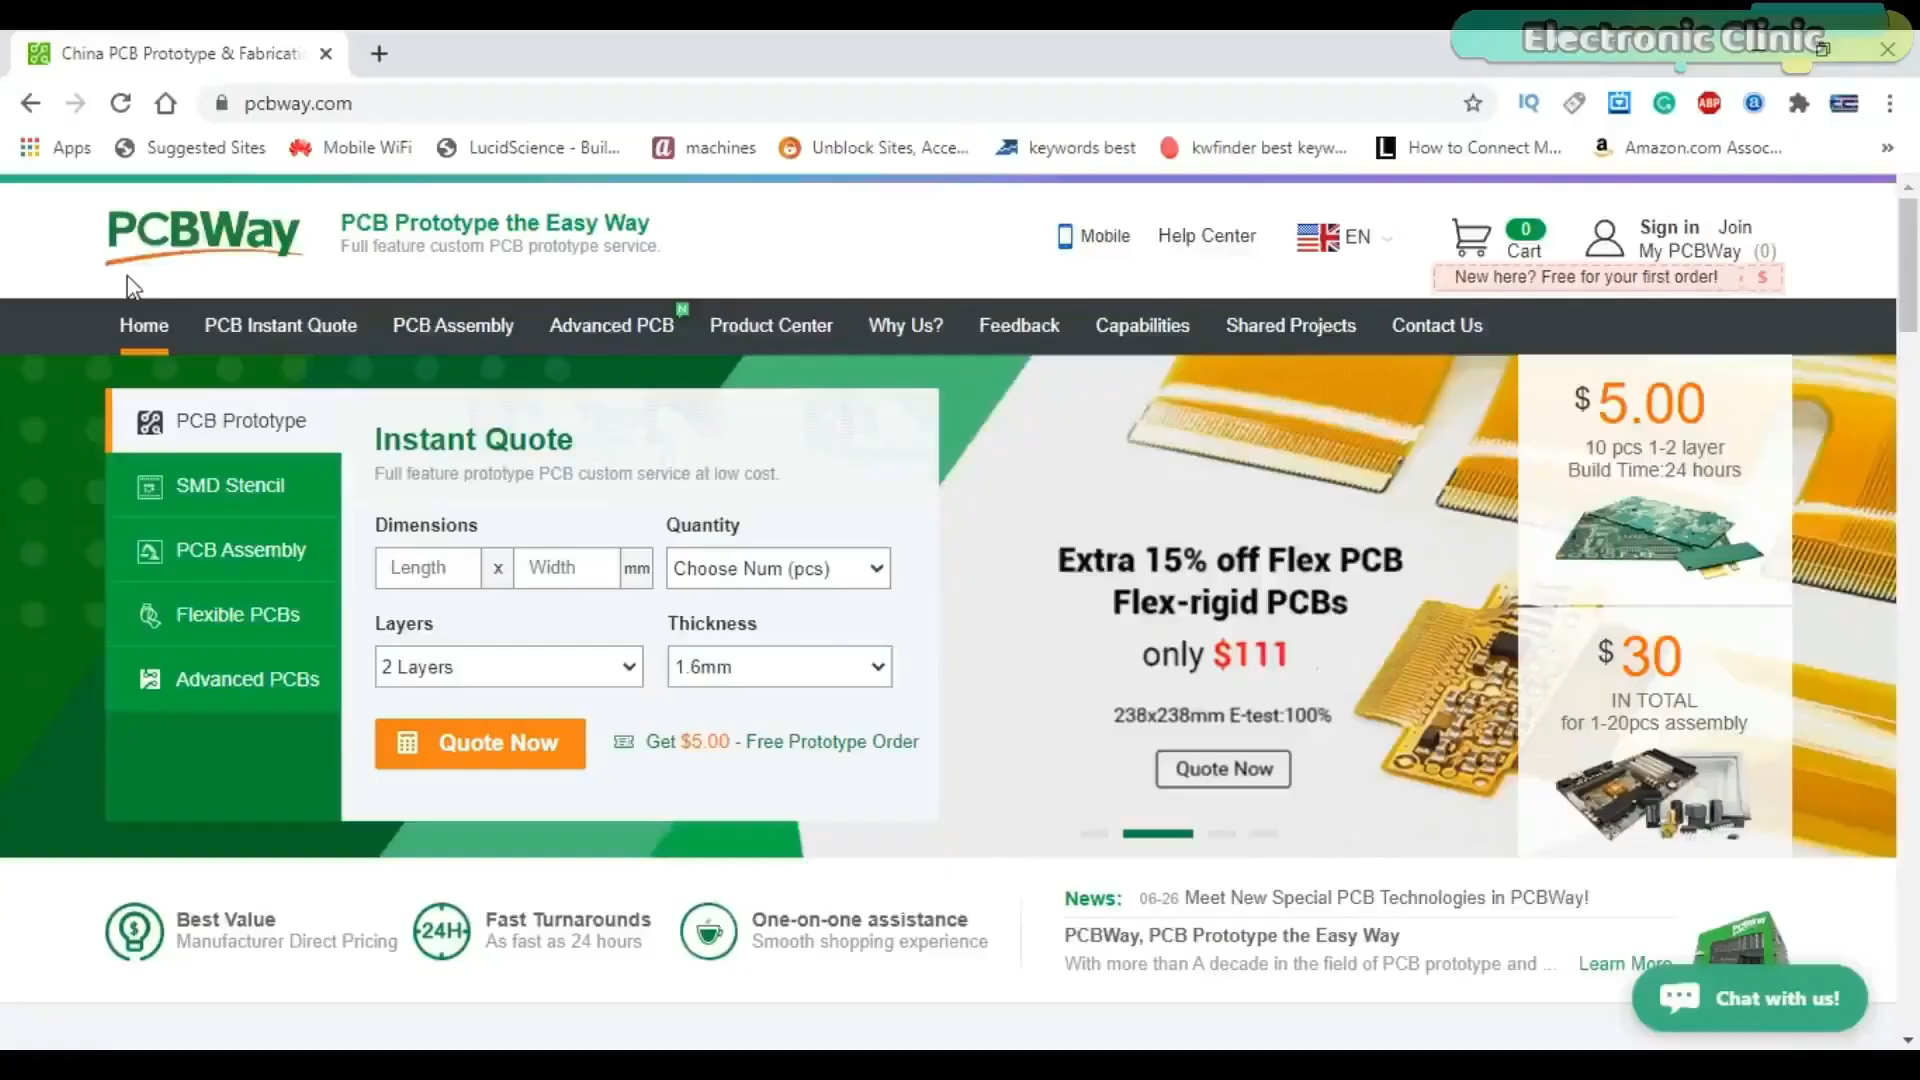 Electronic Clinic
China PCB Prototype & Fabricati
pcbway.com
IQ
ABP
a
Apps
Suggested Sites
Mobile WiFi
LucidScience - Buil...
a machines
Unblock Sites, Acce...
keywords best
kwfinder best keyw...
L How to Connect M...
a Amazon.com Assoc...
»
PCBWay
PCB Prototype the Easy Way
Full feature custom PCB prototype service.
Mobile
Help Center
EN
0
Cart
Sign in Join
My PCBWay (0)
New here? Free for your first order! $
Home
PCB Instant Quote
PCB Assembly
Advanced PCB
N
Product Center
Why Us?
Feedback
Capabilities
Shared Projects
Contact Us
PCB Prototype
SMD Stencil
PCB Assembly
Flexible PCBs
Advanced PCBs
Instant Quote
Full feature prototype PCB custom service at low cost.
Dimensions
Quantity
Length x Width mm
Choose Num (pcs)
Layers
Thickness
2 Layers
1.6mm
Quote Now
Get $5.00 - Free Prototype Order
Extra 15% off Flex PCB
Flex-rigid PCBs
only $111
238x238mm E-test:100%
Quote Now
$ 5.00
10 pcs 1-2 layer
Build Time:24 hours
$ 30
IN TOTAL
for 1-20pcs assembly
Best Value
Manufacturer Direct Pricing
24H
Fast Turnarounds
As fast as 24 hours
One-on-one assistance
Smooth shopping experience
News: 06-26 Meet New Special PCB Technologies in PCBWay!
PCBWay, PCB Prototype the Easy Way
With more than A decade in the field of PCB prototype and ... Learn More
Chat with us!